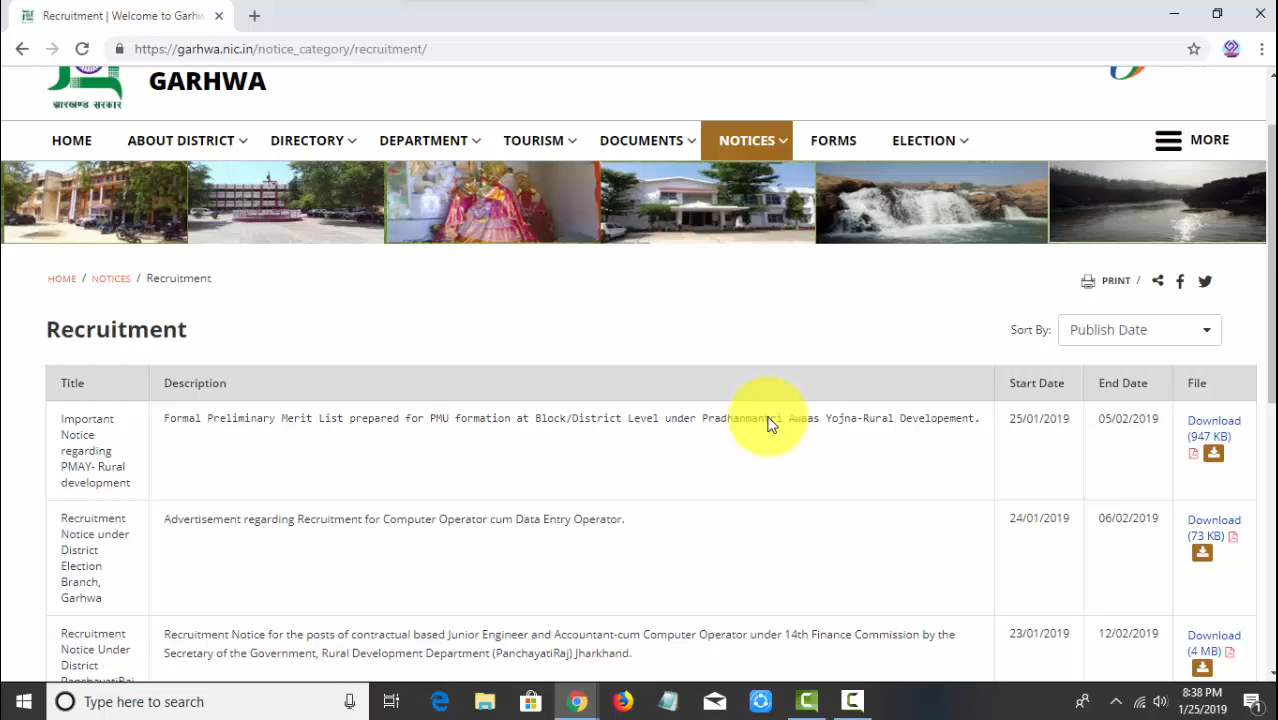 Recruitment | Welcome to Garhw
https://garhwa.nic.in/notice_category/recruitment/
झारखण्ड सरकार
GARHWA
HOME ABOUT DISTRICT DIRECTORY DEPARTMENT TOURISM DOCUMENTS NOTICES FORMS ELECTION MORE
HOME / NOTICES / Recruitment
PRINT /
Recruitment
Sort By: Publish Date
Title Description Start Date End Date File
Important Notice regarding PMAY- Rural development
Formal Preliminary Merit List prepared for PMU formation at Block/District Level under Pradhanmantri Awaas Yojna-Rural Developement.
25/01/2019 05/02/2019
Download
(947 KB)
Recruitment Notice under District Election Branch, Garhwa
Advertisement regarding Recruitment for Computer Operator cum Data Entry Operator.
24/01/2019 06/02/2019
Download
(73 KB)
Recruitment Notice Under District PanchayatiRaj
Recruitment Notice for the posts of contractual based Junior Engineer and Accountant-cum Computer Operator under 14th Finance Commission by the
Secretary of the Government, Rural Development Department (PanchayatiRaj) Jharkhand.
23/01/2019 12/02/2019
Download
(4 MB)
Type here to search
8:38 PM
1/25/2019
1